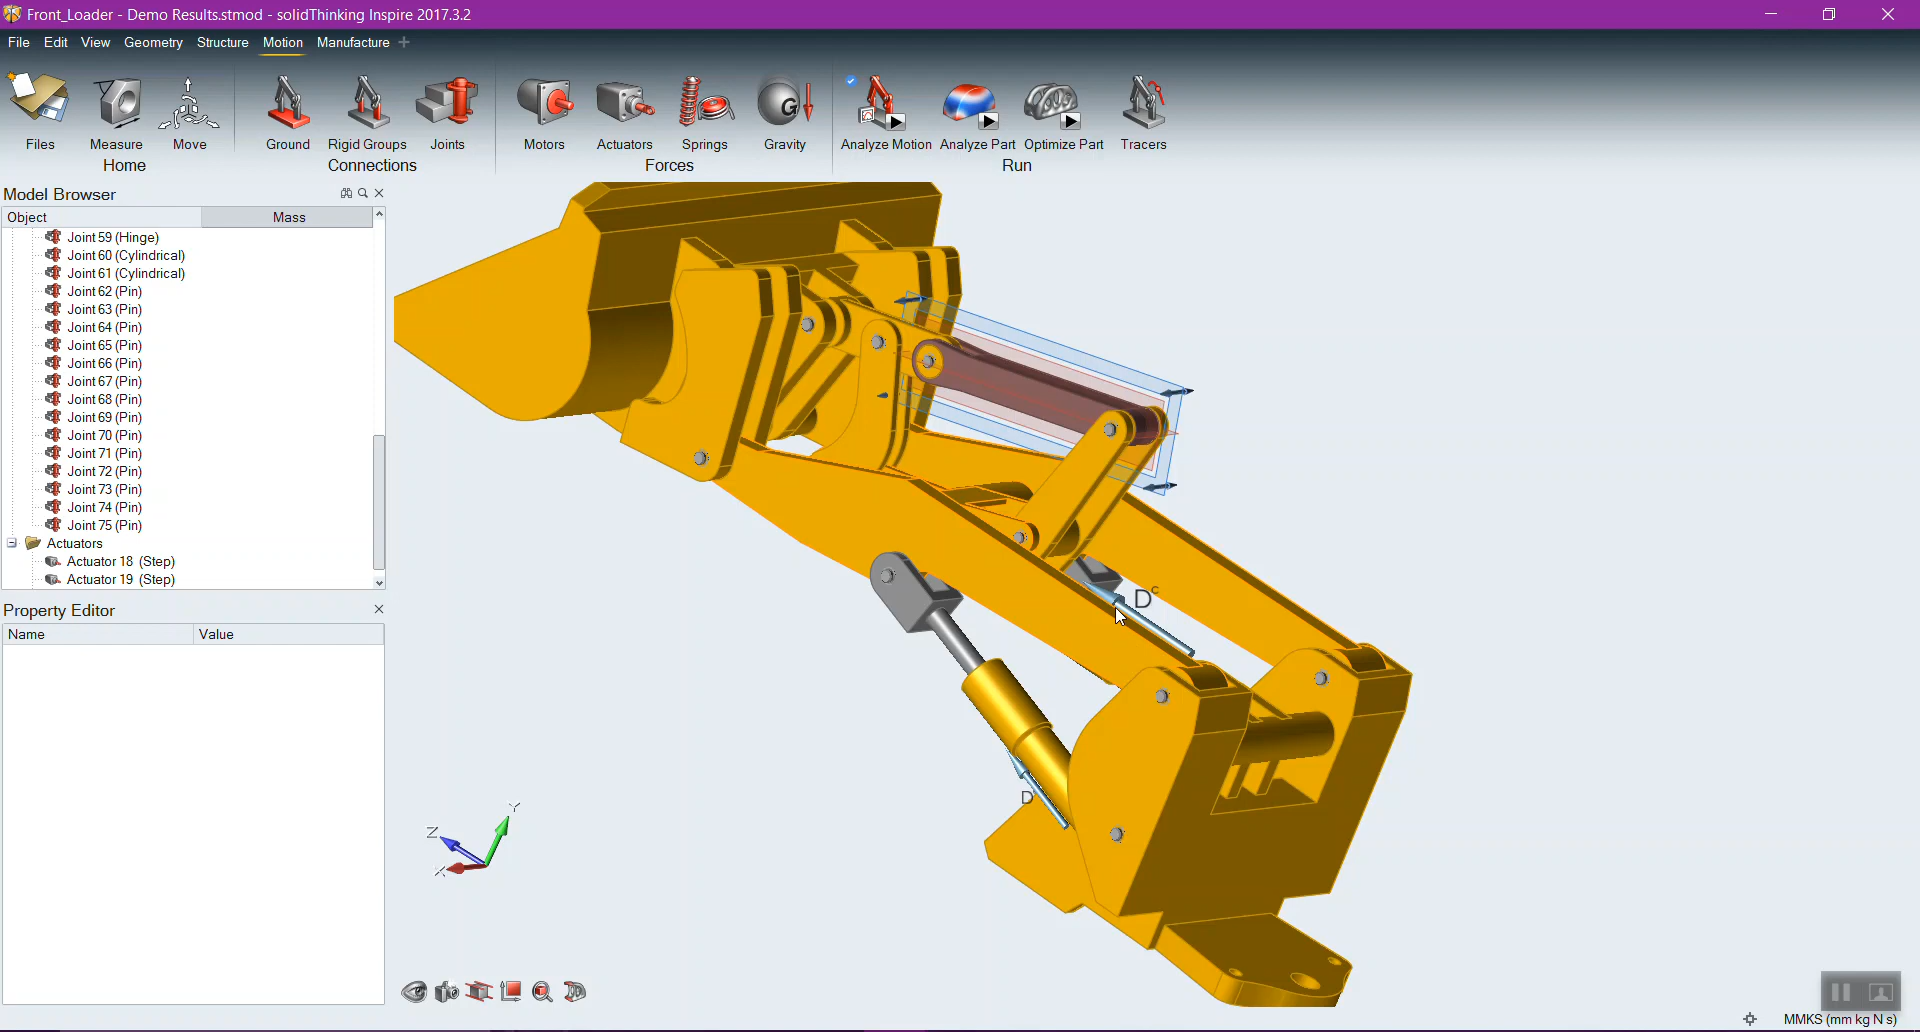 Front_Loader - Demo Results.stmod - solidThinking Inspire 2017.3.2
File Edit View Geometry Structure Motion Manufacture +
Files Measure Move Ground Rigid Groups Joints Motors Actuators Springs Gravity Analyze Motion Analyze Part Optimize Part Tracers
Home Connections Forces Run
G
Model Browser
Object Mass
Joint 59 (Hinge)
Joint 60 (Cylindrical)
Joint 61 (Cylindrical)
Joint 62 (Pin)
Joint 63 (Pin)
Joint 64 (Pin)
Joint 65 (Pin)
Joint 66 (Pin)
Joint 67 (Pin)
Joint 68 (Pin)
Joint 69 (Pin)
Joint 70 (Pin)
Joint 71 (Pin)
Joint 72 (Pin)
Joint 73 (Pin)
Joint 74 (Pin)
Joint 75 (Pin)
Actuators
Actuator 18 (Step)
Actuator 19 (Step)
Property Editor
Name Value
D C
D
Y
Z
X
MMKS (mm kg N s)